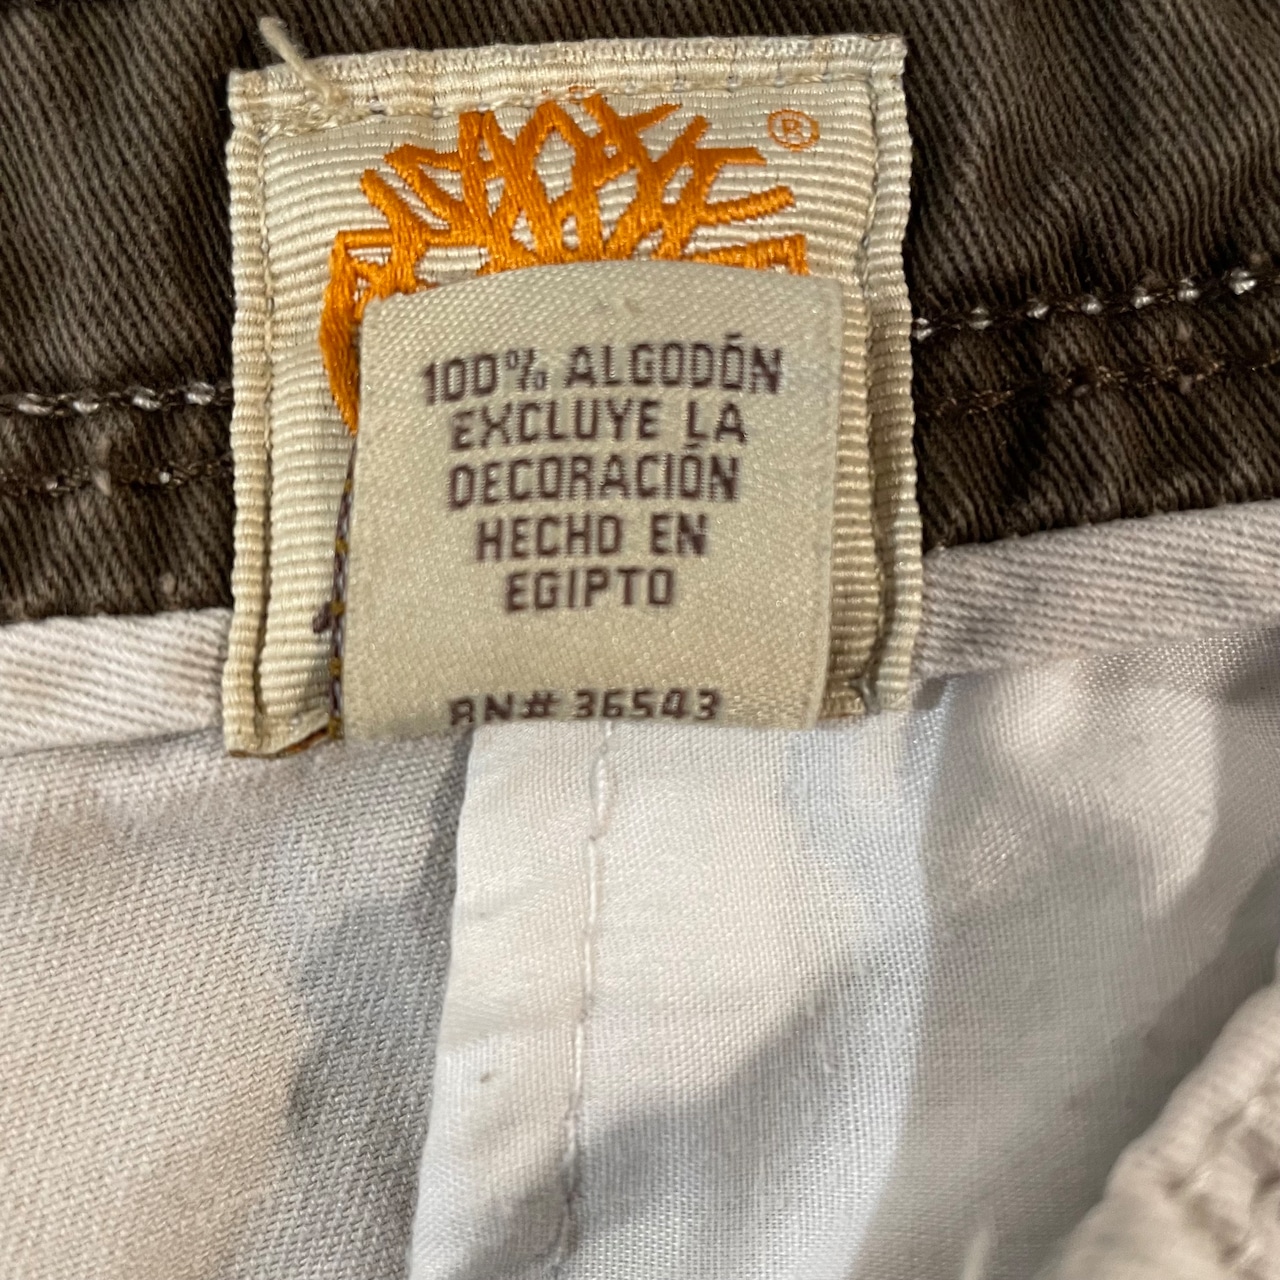 ®
100% ALGODÓN
EXCLUYE LA
DECORACIÓN
HECHO EN
EGIPTO
RN# 36543